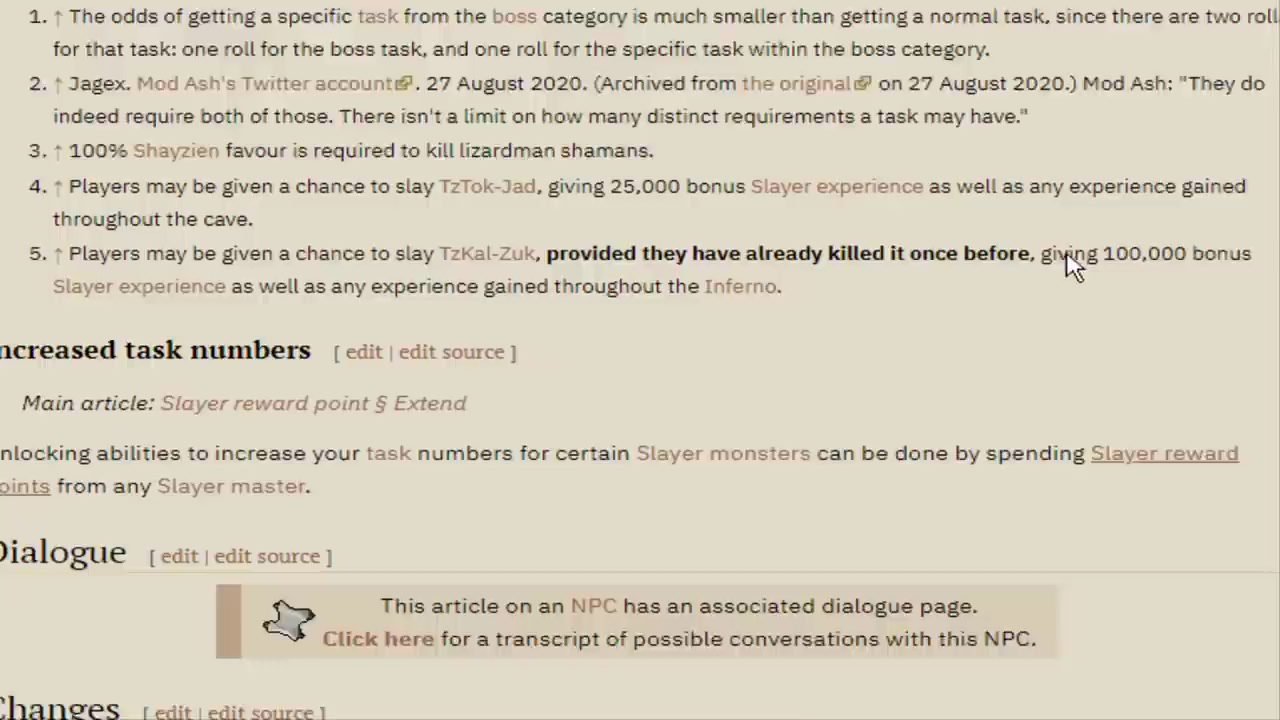 1. ↑ The odds of getting a specific task from the boss category is much smaller than getting a normal task, since there are two roll
for that task: one roll for the boss task, and one roll for the specific task within the boss category.
2. ↑ Jagex. Mod Ash's Twitter account. 27 August 2020. (Archived from the original on 27 August 2020.) Mod Ash: "They do
indeed require both of those. There isn't a limit on how many distinct requirements a task may have."
3. ↑ 100% Shayzien favour is required to kill lizardman shamans.
4. ↑ Players may be given a chance to slay TzTok-Jad, giving 25,000 bonus Slayer experience as well as any experience gained
throughout the cave.
5. ↑ Players may be given a chance to slay TzKal-Zuk, provided they have already killed it once before, giving 100,000 bonus
Slayer experience as well as any experience gained throughout the Inferno.
ncreased task numbers [ edit | edit source ]
Main article: Slayer reward point § Extend
nlocking abilities to increase your task numbers for certain Slayer monsters can be done by spending Slayer reward
oints from any Slayer master.
Dialogue [ edit | edit source ]
This article on an NPC has an associated dialogue page.
Click here for a transcript of possible conversations with this NPC.
Changes [ edit | edit source ]